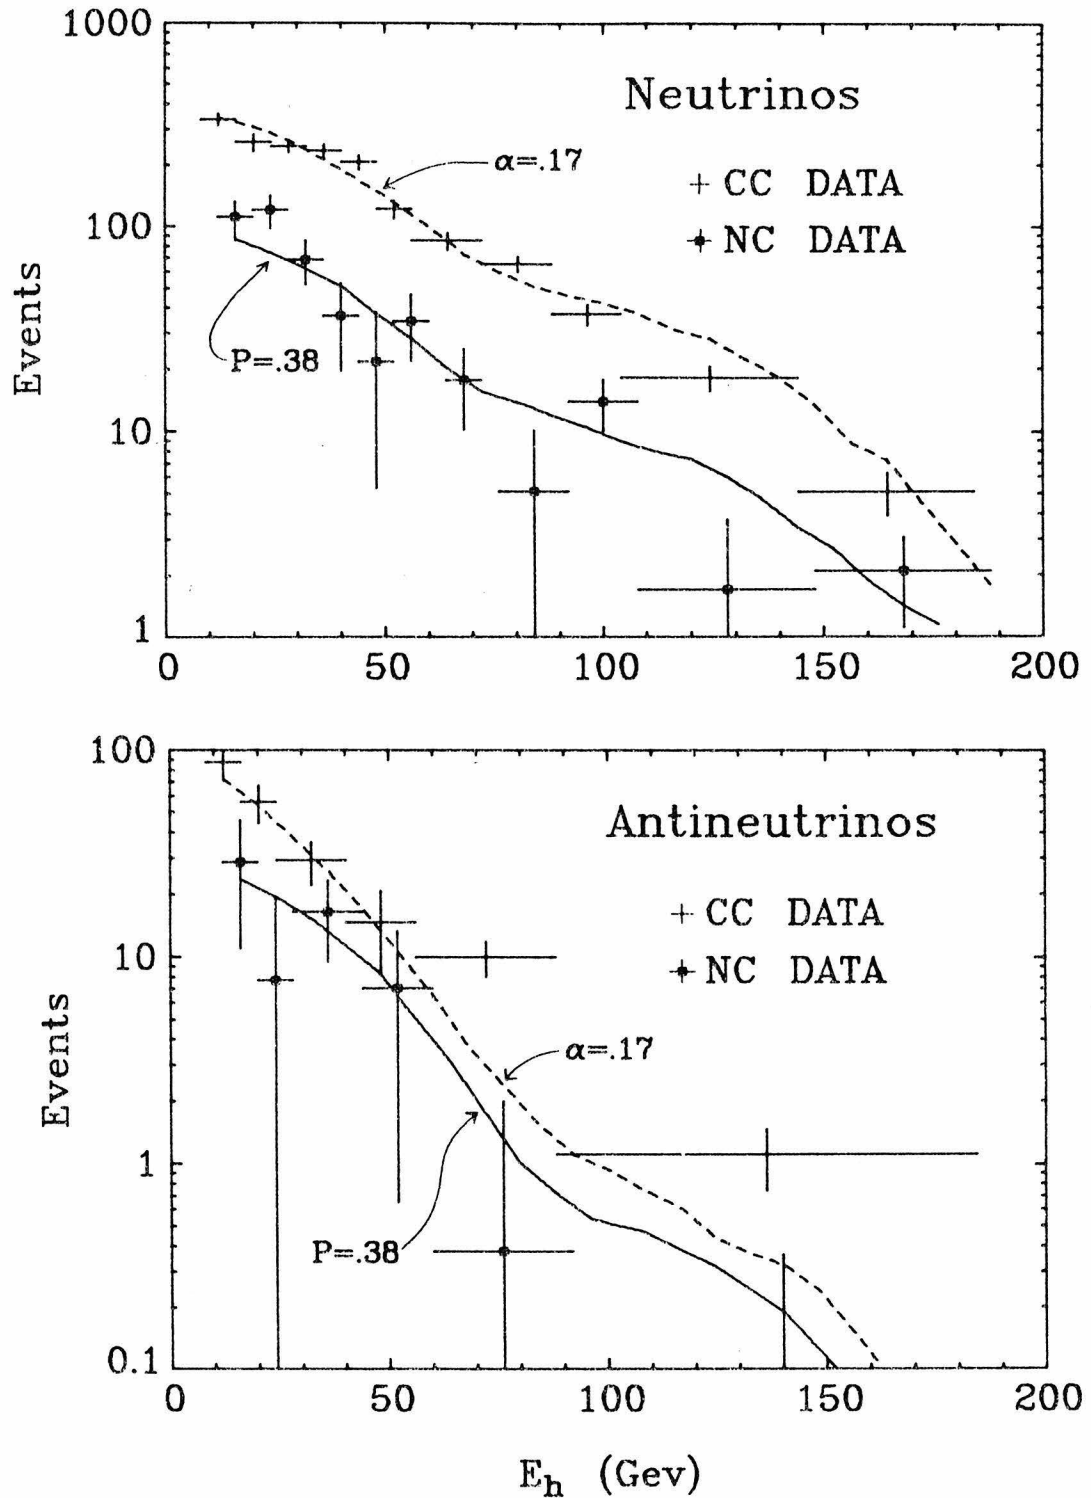 1000
Neutrinos
α=.17
CC DATA
NC DATA
100
Events
P=.38
10
1
0 50 100 150 200
100
Antineutrinos
CC DATA
NC DATA
10
Events
α=.17
1
P=.38
0.1
0 50 100 150 200
E_h (Gev)